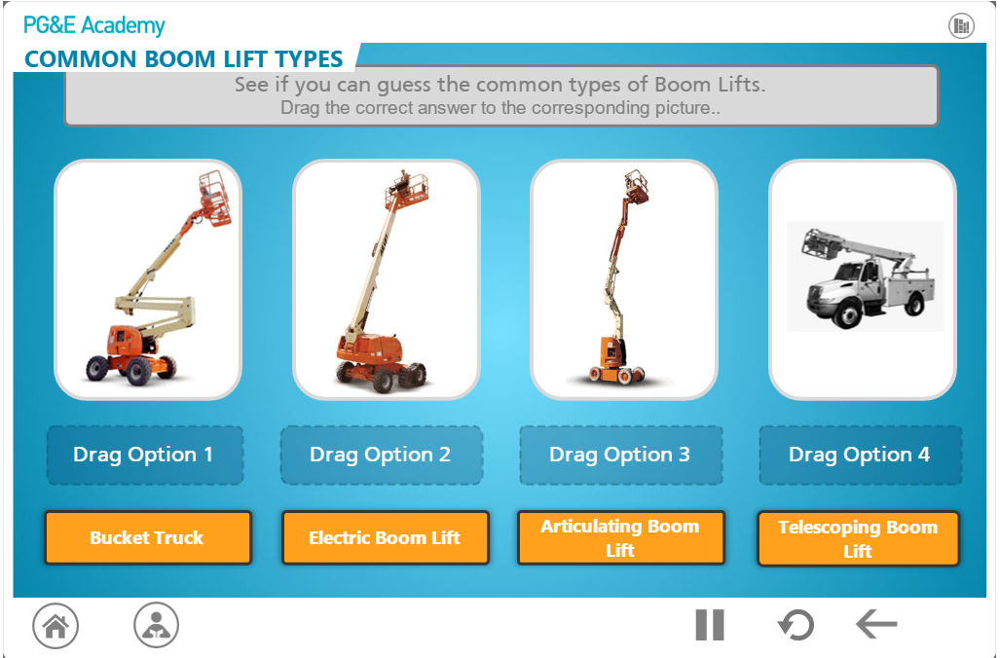 PG&E Academy
COMMON BOOM LIFT TYPES
See if you can guess the common types of Boom Lifts.
Drag the correct answer to the corresponding picture..
Drag Option 1
Drag Option 2
Drag Option 3
Drag Option 4
Bucket Truck
Electric Boom Lift
Articulating Boom
Lift
Telescoping Boom
Lift